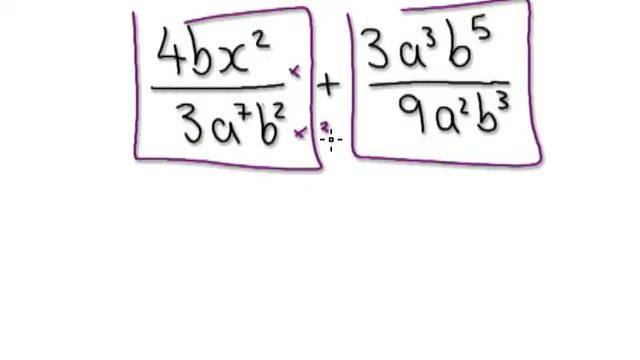 4bx² × + 3a³b⁵
3a⁷b² × 9a²b³